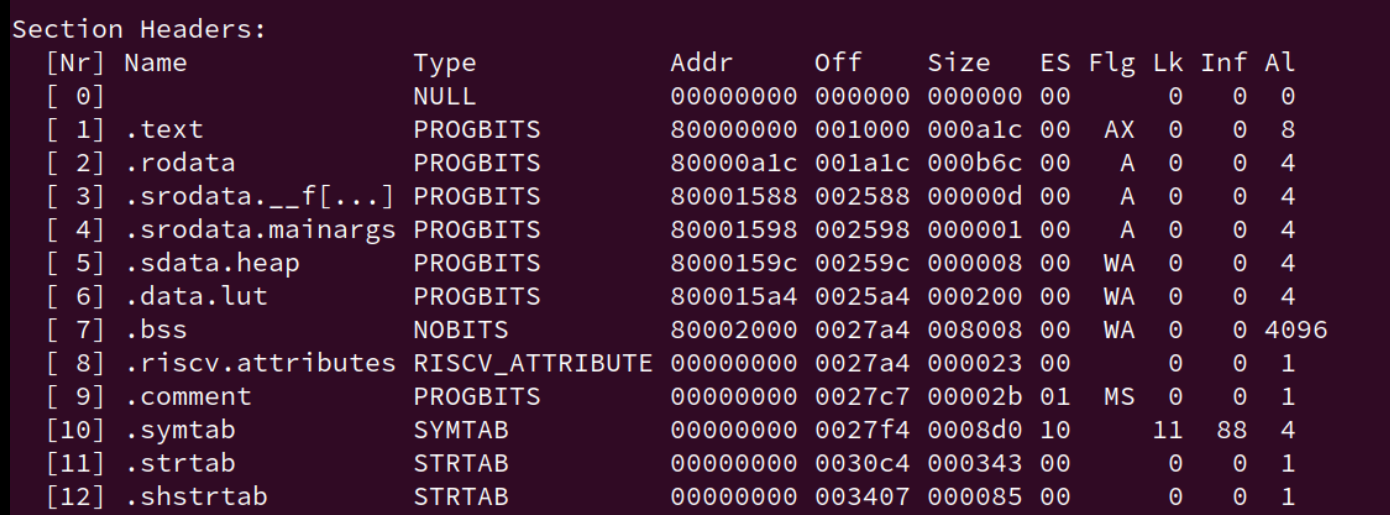 Section Headers:
[Nr] Name Type Addr Off Size ES Flg Lk Inf Al
[ 0] NULL 00000000 000000 000000 00 0 0 0
[ 1] .text PROGBITS 80000000 001000 000a1c 00 AX 0 0 8
[ 2] .rodata PROGBITS 80000a1c 001a1c 000b6c 00 A 0 0 4
[ 3] .srodata.__f[...] PROGBITS 80001588 002588 00000d 00 A 0 0 4
[ 4] .srodata.mainargs PROGBITS 80001598 002598 000001 00 A 0 0 4
[ 5] .sdata.heap PROGBITS 8000159c 00259c 000008 00 WA 0 0 4
[ 6] .data.lut PROGBITS 800015a4 0025a4 000200 00 WA 0 0 4
[ 7] .bss NOBITS 80002000 0027a4 008008 00 WA 0 0 4096
[ 8] .riscv.attributes RISCV_ATTRIBUTE 00000000 0027a4 000023 00 0 0 1
[ 9] .comment PROGBITS 00000000 0027c7 00002b 01 MS 0 0 1
[10] .symtab SYMTAB 00000000 0027f4 0008d0 10 11 88 4
[11] .strtab STRTAB 00000000 0030c4 000343 00 0 0 1
[12] .shstrtab STRTAB 00000000 003407 000085 00 0 0 1